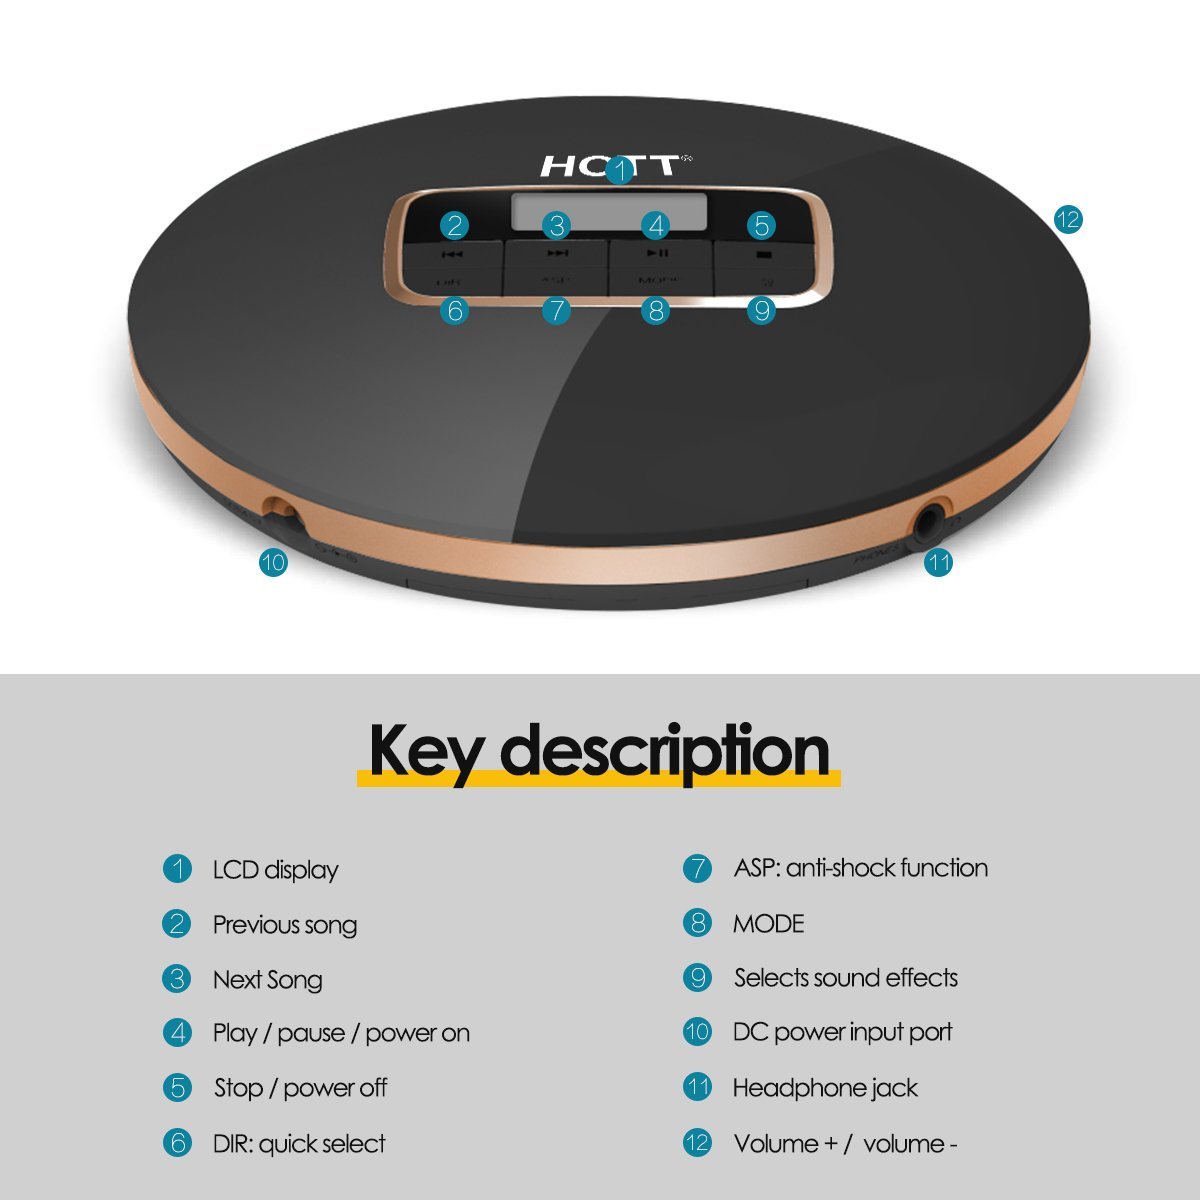 HOTT®
1
2 3 4 5
12
DIR ASP MODE
6 7 8 9
10 11
PHONES
Key description
1 LCD display
2 Previous song
3 Next Song
4 Play / pause / power on
5 Stop / power off
6 DIR: quick select
7 ASP: anti-shock function
8 MODE
9 Selects sound effects
10 DC power input port
11 Headphone jack
12 Volume + / volume -